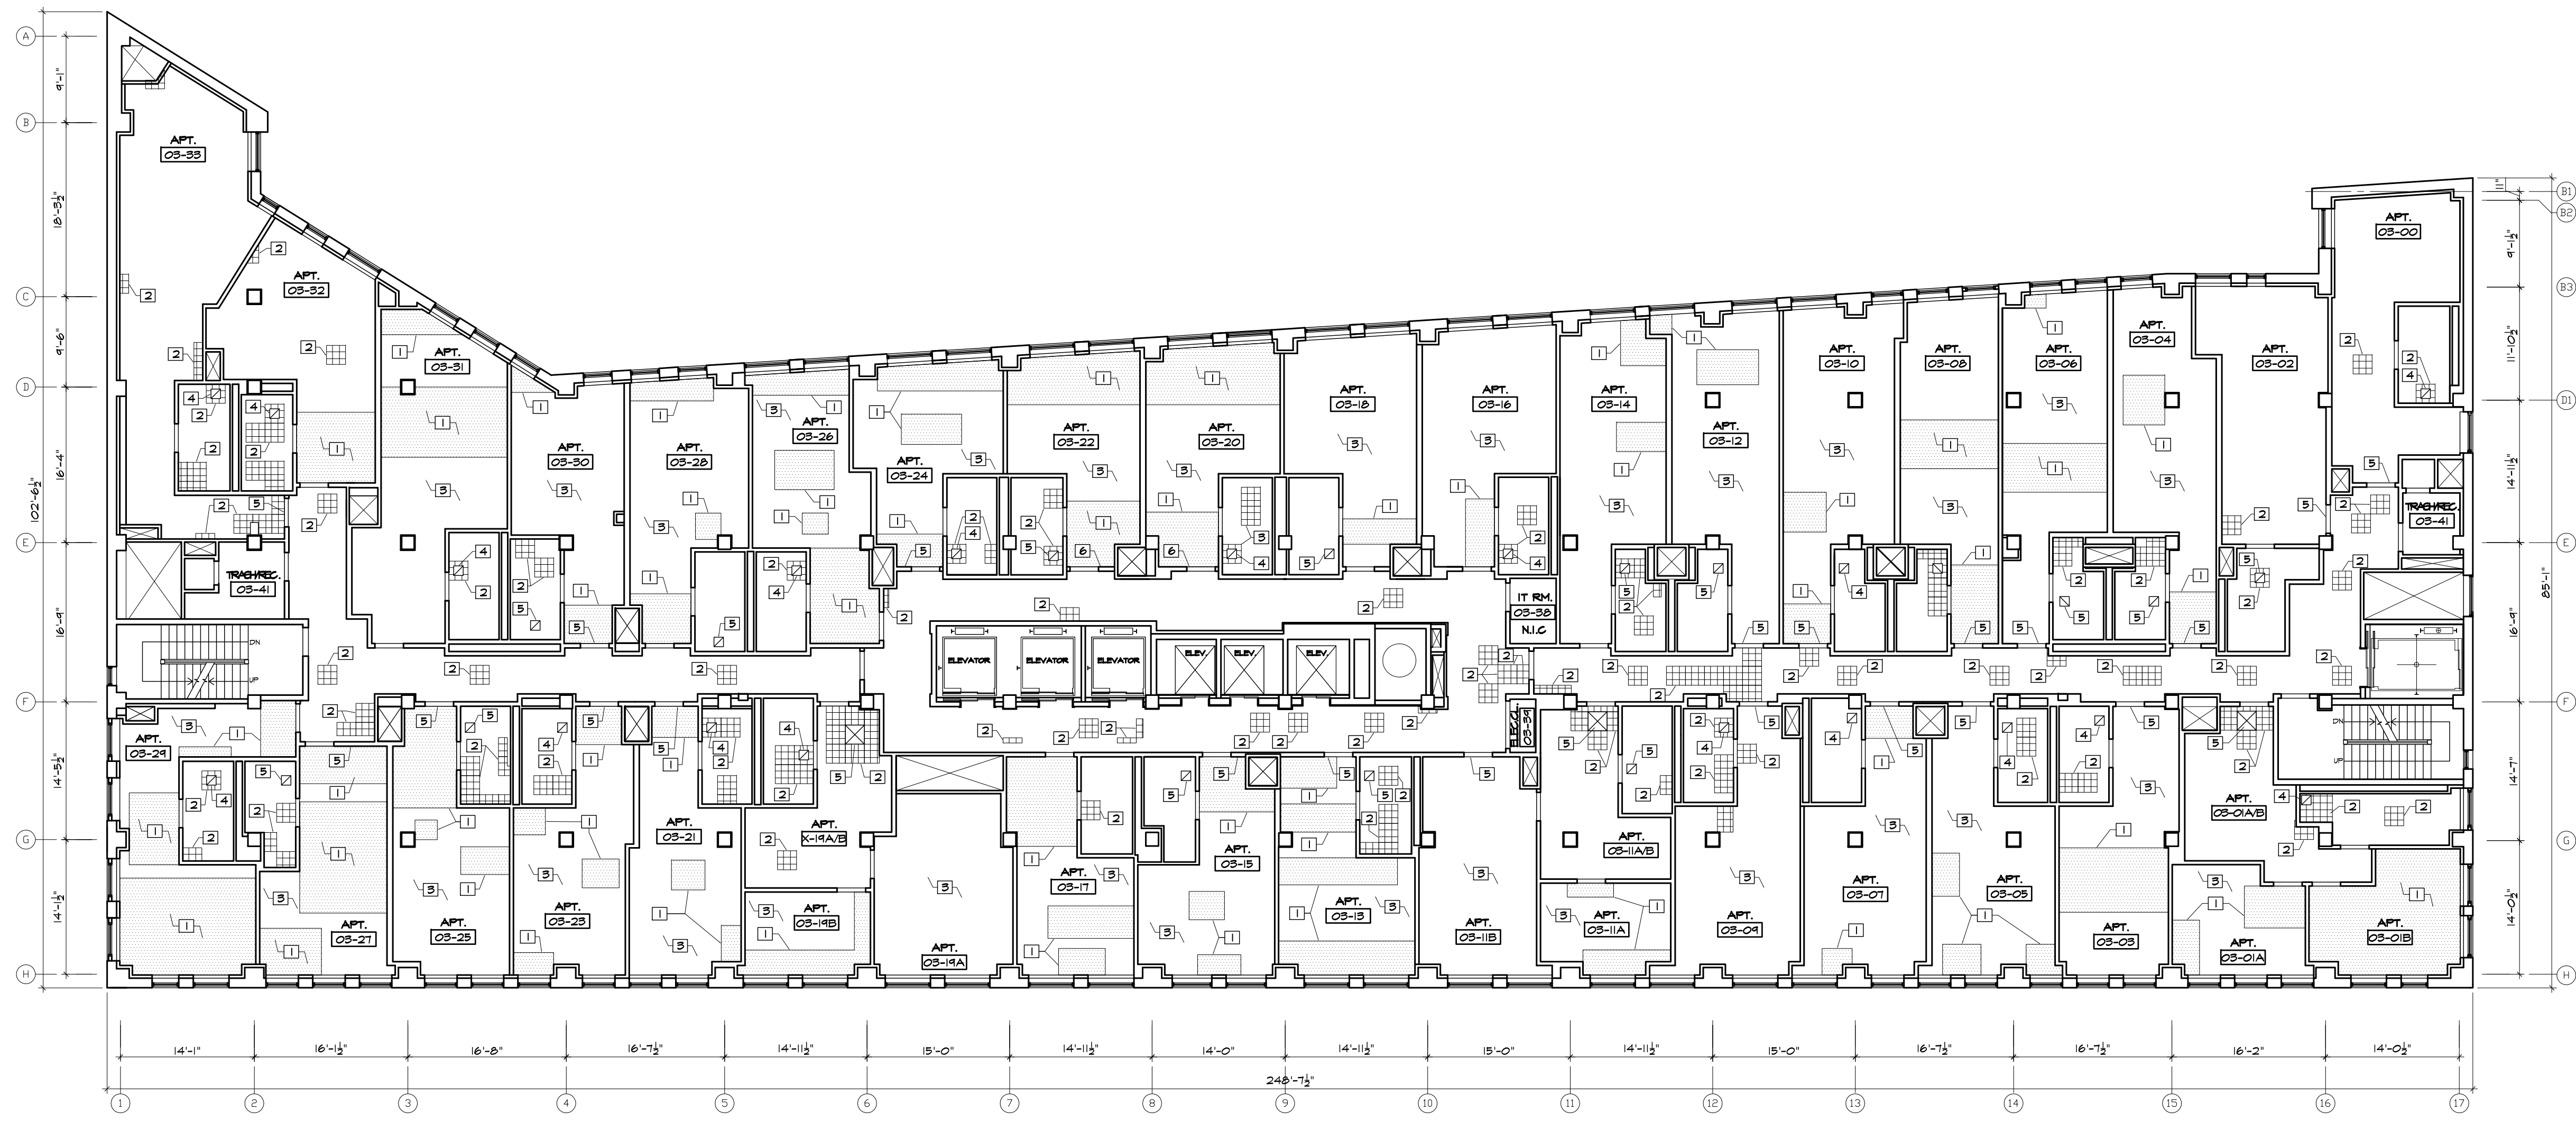 A
9'-1"
B
18'-3½"
C
9'-6"
D
16'-4"
E
16'-9"
F
14'-5½"
G
14'-1½"
H
102'-6½"
APT.
03-33
APT.
03-32
APT.
03-31
APT.
03-30
APT.
03-28
APT.
03-26
APT.
03-24
APT.
03-22
APT.
03-20
APT.
03-18
APT.
03-16
APT.
03-14
APT.
03-12
APT.
03-10
APT.
03-08
APT.
03-06
APT.
03-04
APT.
03-02
APT.
03-00
TRACH/REC.
03-41
TRACH/REC.
03-41
IT RM.
03-38
N.I.C
ELEC.
03-39
ELEVATOR
ELEVATOR
ELEVATOR
ELEV.
ELEV.
ELEV.
DN
UP
DN
UP
APT.
03-29
APT.
03-27
APT.
03-25
APT.
03-23
APT.
03-21
APT.
X-19A/B
APT.
03-19B
APT.
03-19A
APT.
03-17
APT.
03-15
APT.
03-13
APT.
03-11B
APT.
03-11A/B
APT.
03-11A
APT.
03-09
APT.
03-07
APT.
03-05
APT.
03-03
APT.
03-01A/B
APT.
03-01A
APT.
03-01B
B1
11"
B2
9'-1½"
B3
11'-10½"
D1
14'-11½"
E
16'-9"
F
14'-7"
G
14'-0½"
H
85'-1"
14'-1"
16'-1½"
16'-8"
16'-7½"
14'-11½"
15'-0"
14'-11½"
14'-0"
14'-11½"
15'-0"
14'-11½"
15'-0"
16'-7½"
16'-7½"
16'-2"
14'-0½"
248'-7½"
1
2
3
4
5
6
7
8
9
10
11
12
13
14
15
16
17